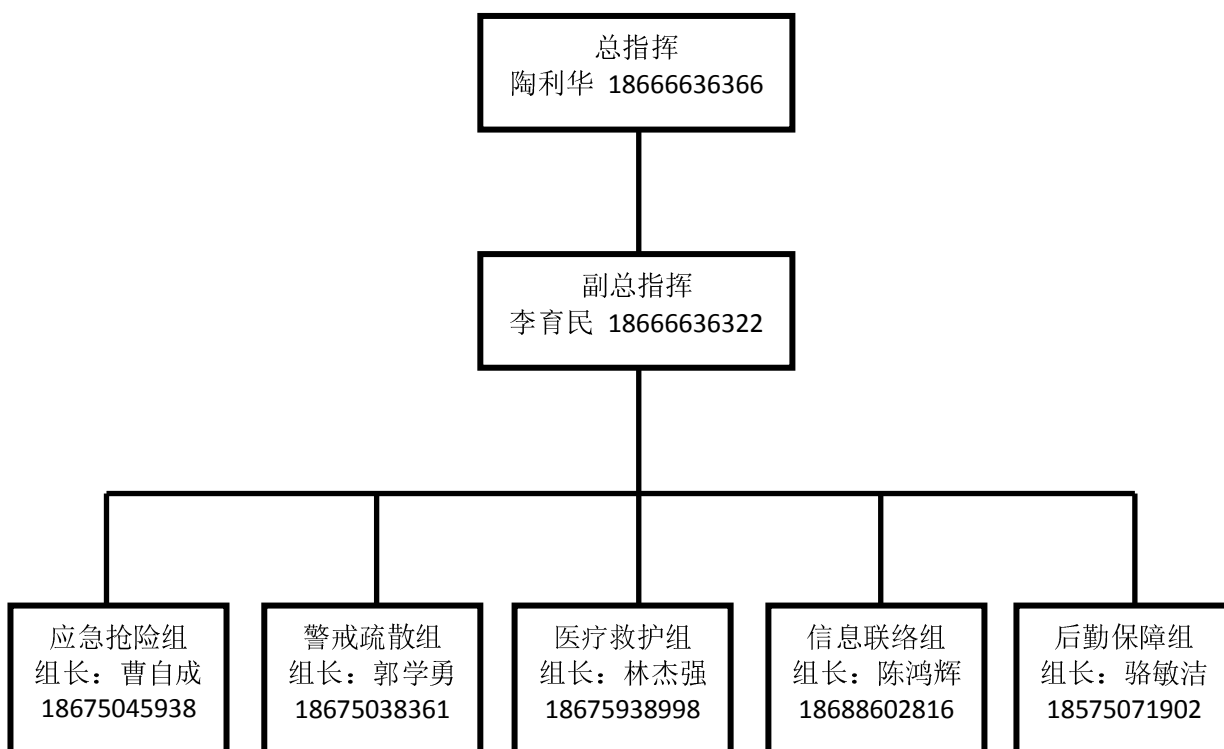 总指挥
陶利华 18666636366
副总指挥
李育民 18666636322
应急抢险组
组长：曹自成
18675045938
警戒疏散组
组长：郭学勇
18675038361
医疗救护组
组长：林杰强
18675938998
信息联络组
组长：陈鸿辉
18688602816
后勤保障组
组长：骆敏洁
18575071902